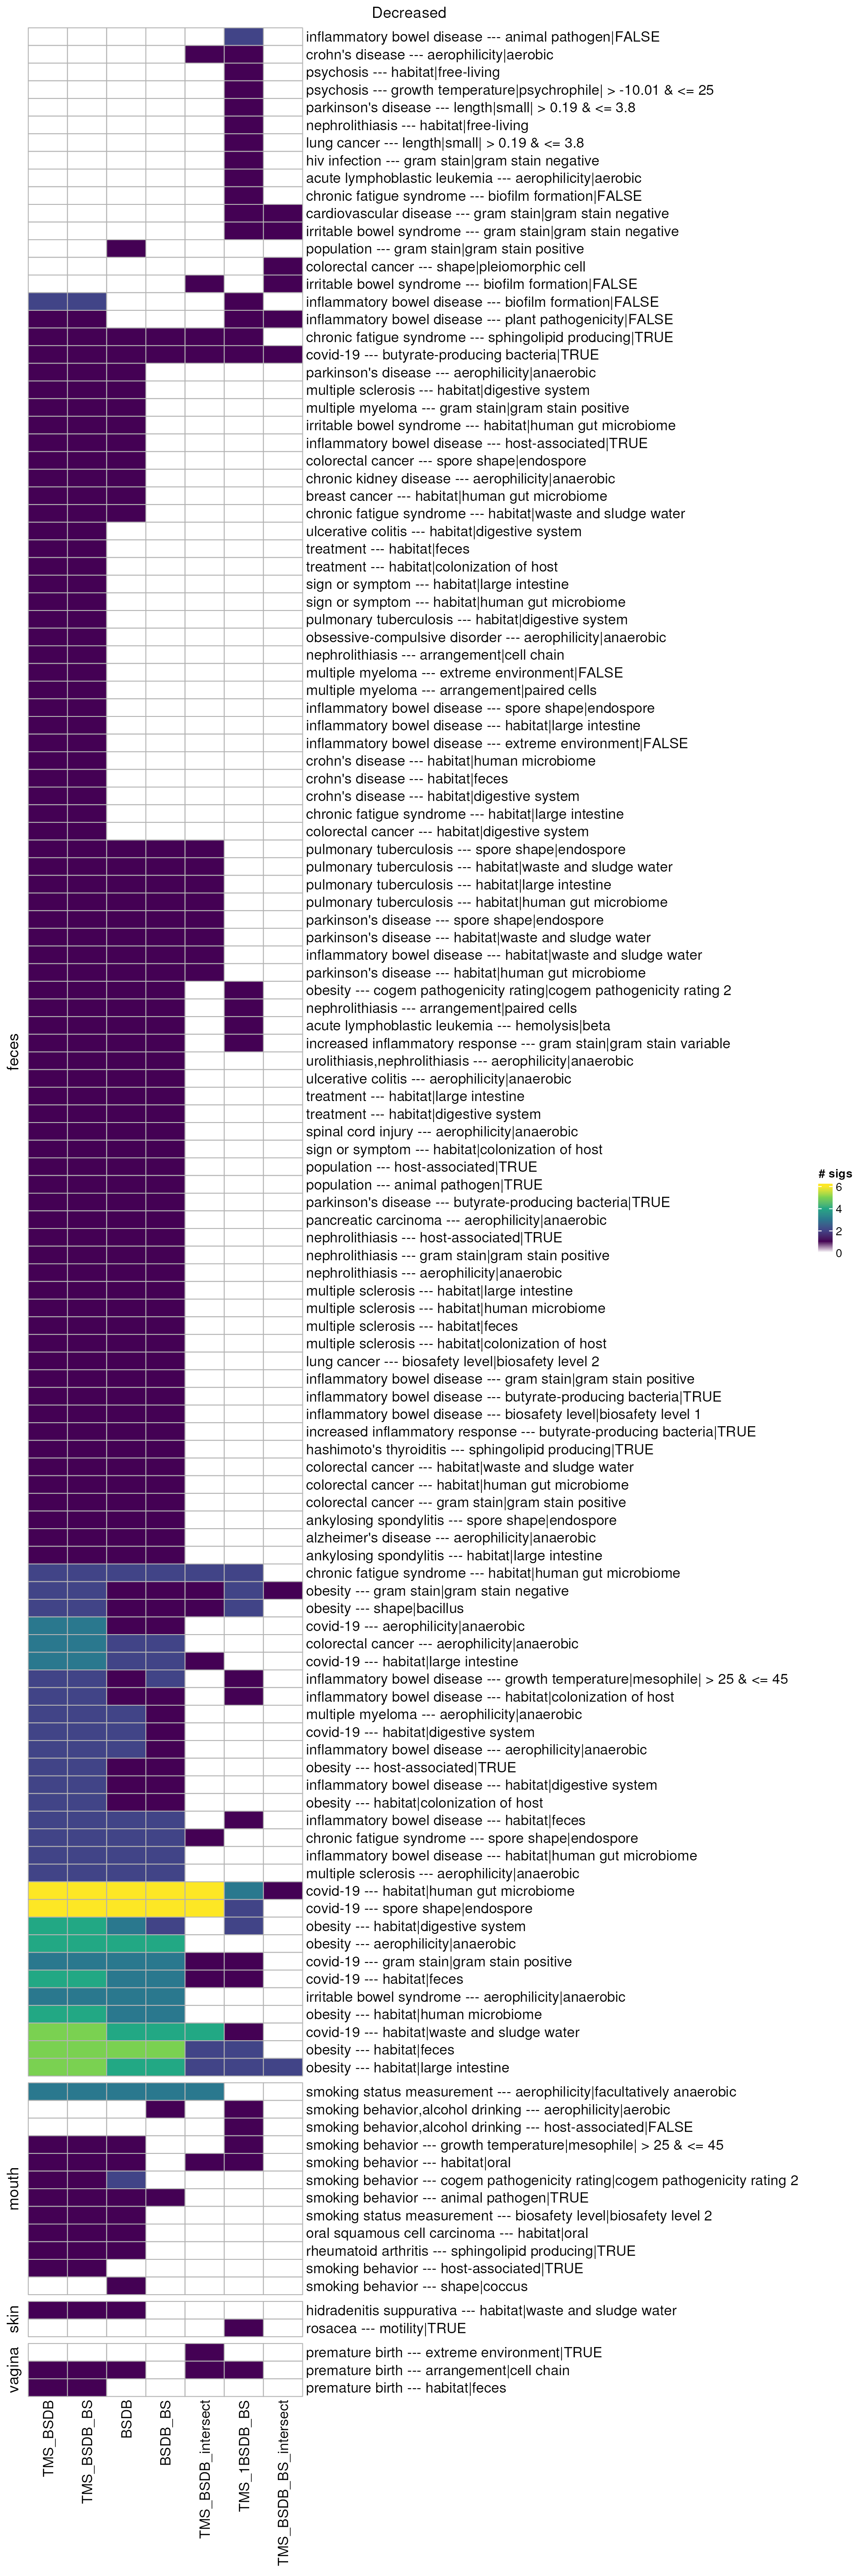 Decreased
inflammatory bowel disease --- animal pathogen|FALSE
crohn's disease --- aerophilicity|aerobic
psychosis --- habitat|free-living
psychosis --- growth temperature|psychrophile| > -10.01 & <= 25
parkinson's disease --- length|small| > 0.19 & <= 3.8
nephrolithiasis --- habitat|free-living
lung cancer --- length|small| > 0.19 & <= 3.8
hiv infection --- gram stain|gram stain negative
acute lymphoblastic leukemia --- aerophilicity|aerobic
chronic fatigue syndrome --- biofilm formation|FALSE
cardiovascular disease --- gram stain|gram stain negative
irritable bowel syndrome --- gram stain|gram stain negative
population --- gram stain|gram stain positive
colorectal cancer --- shape|pleiomorphic cell
irritable bowel syndrome --- biofilm formation|FALSE
inflammatory bowel disease --- biofilm formation|FALSE
inflammatory bowel disease --- plant pathogenicity|FALSE
chronic fatigue syndrome --- sphingolipid producing|TRUE
covid-19 --- butyrate-producing bacteria|TRUE
parkinson's disease --- aerophilicity|anaerobic
multiple sclerosis --- habitat|digestive system
multiple myeloma --- gram stain|gram stain positive
irritable bowel syndrome --- habitat|human gut microbiome
inflammatory bowel disease --- host-associated|TRUE
colorectal cancer --- spore shape|endospore
chronic kidney disease --- aerophilicity|anaerobic
breast cancer --- habitat|human gut microbiome
chronic fatigue syndrome --- habitat|waste and sludge water
ulcerative colitis --- habitat|digestive system
treatment --- habitat|feces
treatment --- habitat|colonization of host
sign or symptom --- habitat|large intestine
sign or symptom --- habitat|human gut microbiome
pulmonary tuberculosis --- habitat|digestive system
obsessive-compulsive disorder --- aerophilicity|anaerobic
nephrolithiasis --- arrangement|cell chain
multiple myeloma --- extreme environment|FALSE
multiple myeloma --- arrangement|paired cells
inflammatory bowel disease --- spore shape|endospore
inflammatory bowel disease --- habitat|large intestine
inflammatory bowel disease --- extreme environment|FALSE
crohn's disease --- habitat|human microbiome
crohn's disease --- habitat|feces
crohn's disease --- habitat|digestive system
chronic fatigue syndrome --- habitat|large intestine
colorectal cancer --- habitat|digestive system
pulmonary tuberculosis --- spore shape|endospore
pulmonary tuberculosis --- habitat|waste and sludge water
pulmonary tuberculosis --- habitat|large intestine
pulmonary tuberculosis --- habitat|human gut microbiome
parkinson's disease --- spore shape|endospore
parkinson's disease --- habitat|waste and sludge water
inflammatory bowel disease --- habitat|waste and sludge water
parkinson's disease --- habitat|human gut microbiome
obesity --- cogem pathogenicity rating|cogem pathogenicity rating 2
nephrolithiasis --- arrangement|paired cells
acute lymphoblastic leukemia --- hemolysis|beta
increased inflammatory response --- gram stain|gram stain variable
urolithiasis,nephrolithiasis --- aerophilicity|anaerobic
ulcerative colitis --- aerophilicity|anaerobic
treatment --- habitat|large intestine
treatment --- habitat|digestive system
spinal cord injury --- aerophilicity|anaerobic
sign or symptom --- habitat|colonization of host
population --- host-associated|TRUE
population --- animal pathogen|TRUE
parkinson's disease --- butyrate-producing bacteria|TRUE
pancreatic carcinoma --- aerophilicity|anaerobic
nephrolithiasis --- host-associated|TRUE
nephrolithiasis --- gram stain|gram stain positive
nephrolithiasis --- aerophilicity|anaerobic
multiple sclerosis --- habitat|large intestine
multiple sclerosis --- habitat|human microbiome
multiple sclerosis --- habitat|feces
multiple sclerosis --- habitat|colonization of host
lung cancer --- biosafety level|biosafety level 2
inflammatory bowel disease --- gram stain|gram stain positive
inflammatory bowel disease --- butyrate-producing bacteria|TRUE
inflammatory bowel disease --- biosafety level|biosafety level 1
increased inflammatory response --- butyrate-producing bacteria|TRUE
hashimoto's thyroiditis --- sphingolipid producing|TRUE
colorectal cancer --- habitat|waste and sludge water
colorectal cancer --- habitat|human gut microbiome
colorectal cancer --- gram stain|gram stain positive
ankylosing spondylitis --- spore shape|endospore
alzheimer's disease --- aerophilicity|anaerobic
ankylosing spondylitis --- habitat|large intestine
chronic fatigue syndrome --- habitat|human gut microbiome
obesity --- gram stain|gram stain negative
obesity --- shape|bacillus
covid-19 --- aerophilicity|anaerobic
colorectal cancer --- aerophilicity|anaerobic
covid-19 --- habitat|large intestine
inflammatory bowel disease --- growth temperature|mesophile| > 25 & <= 45
inflammatory bowel disease --- habitat|colonization of host
multiple myeloma --- aerophilicity|anaerobic
covid-19 --- habitat|digestive system
inflammatory bowel disease --- aerophilicity|anaerobic
obesity --- host-associated|TRUE
inflammatory bowel disease --- habitat|digestive system
obesity --- habitat|colonization of host
inflammatory bowel disease --- habitat|feces
chronic fatigue syndrome --- spore shape|endospore
inflammatory bowel disease --- habitat|human gut microbiome
multiple sclerosis --- aerophilicity|anaerobic
covid-19 --- habitat|human gut microbiome
covid-19 --- spore shape|endospore
obesity --- habitat|digestive system
obesity --- aerophilicity|anaerobic
covid-19 --- gram stain|gram stain positive
covid-19 --- habitat|feces
irritable bowel syndrome --- aerophilicity|anaerobic
obesity --- habitat|human microbiome
covid-19 --- habitat|waste and sludge water
obesity --- habitat|feces
obesity --- habitat|large intestine
feces
smoking status measurement --- aerophilicity|facultatively anaerobic
smoking behavior,alcohol drinking --- aerophilicity|aerobic
smoking behavior,alcohol drinking --- host-associated|FALSE
smoking behavior --- growth temperature|mesophile| > 25 & <= 45
smoking behavior --- habitat|oral
smoking behavior --- cogem pathogenicity rating|cogem pathogenicity rating 2
smoking behavior --- animal pathogen|TRUE
smoking status measurement --- biosafety level|biosafety level 2
oral squamous cell carcinoma --- habitat|oral
rheumatoid arthritis --- sphingolipid producing|TRUE
smoking behavior --- host-associated|TRUE
smoking behavior --- shape|coccus
mouth
hidradenitis suppurativa --- habitat|waste and sludge water
rosacea --- motility|TRUE
skin
premature birth --- extreme environment|TRUE
premature birth --- arrangement|cell chain
premature birth --- habitat|feces
vagina
TMS_BSDB
TMS_BSDB_BS
BSDB
BSDB_BS
TMS_BSDB_intersect
TMS_1BSDB_BS
TMS_BSDB_BS_intersect
# sigs
6
4
2
0